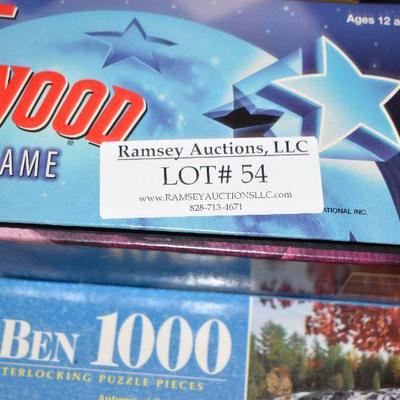 WOOD
AME
Ages 12 a
Ramsey Auctions, LLC
LOT# 54
www.RAMSEYAUCTIONSLLC.com
828-713-4671
ATIONAL INC.
BEN 1000
TERLOCKING PUZZLE PIECES